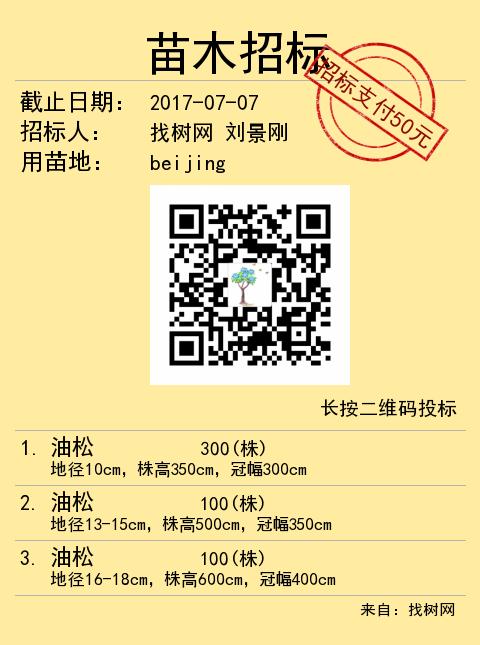 苗木招标
招标支付50元
截止日期： 2017-07-07
招标人： 找树网 刘景刚
用苗地： beijing
长按二维码投标
1. 油松 300(株)
地径10cm，株高350cm，冠幅300cm
2. 油松 100(株)
地径13-15cm，株高500cm，冠幅350cm
3. 油松 100(株)
地径16-18cm，株高600cm，冠幅400cm
来自：找树网